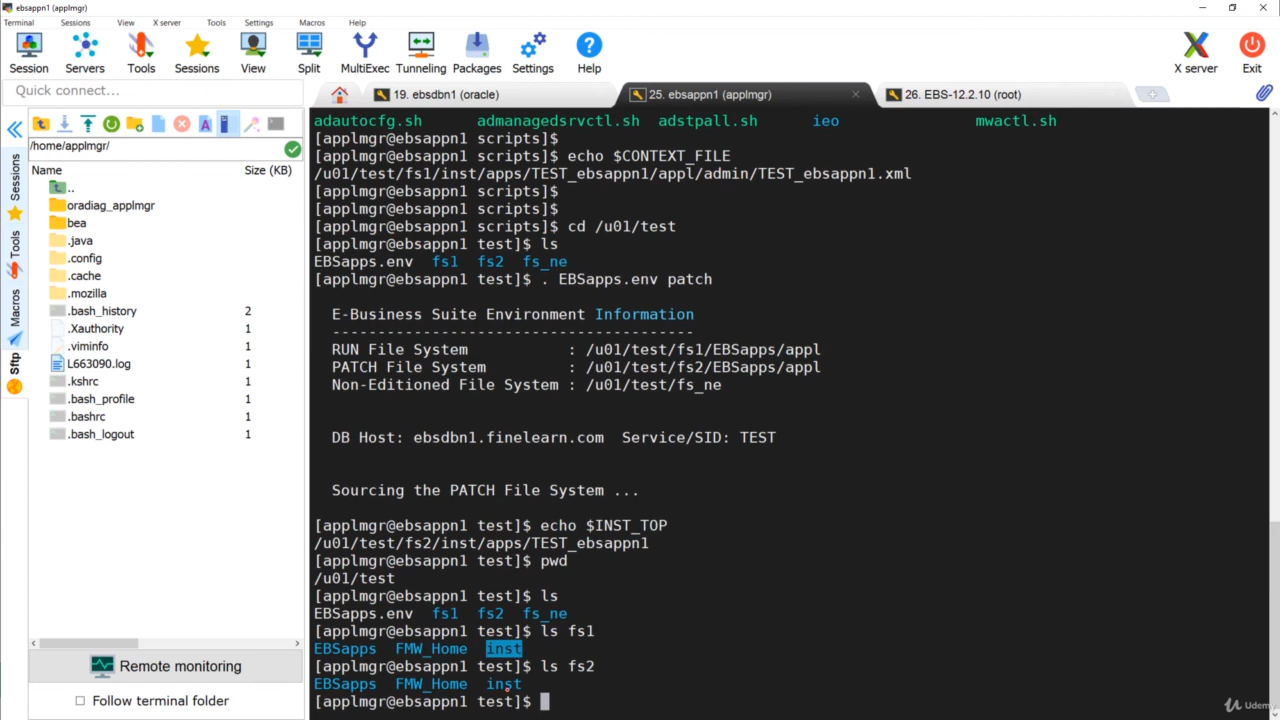 ebsappn1 (applmgr)
Terminal Sessions View X server Tools Settings Macros Help
Session Servers Tools Sessions View Split MultiExec Tunneling Packages Settings Help X server Exit
Quick connect...
19. ebsdbn1 (oracle)
25. ebsappn1 (applmgr)
26. EBS-12.2.10 (root)
/home/applmgr/
Name Size (KB)
..
oradiag_applmgr
bea
.java
.config
.cache
.mozilla
.bash_history 2
.Xauthority 1
.viminfo 1
L663090.log 1
.kshrc 1
.bash_profile 1
.bashrc 1
.bash_logout 1
Remote monitoring
Follow terminal folder
Sessions
Tools
Macros
Sftp
adautocfg.sh admanagedsrvctl.sh adstpall.sh ieo mwactl.sh
[applmgr@ebsappn1 scripts]$
[applmgr@ebsappn1 scripts]$ echo $CONTEXT_FILE
/u01/test/fs1/inst/apps/TEST_ebsappn1/appl/admin/TEST_ebsappn1.xml
[applmgr@ebsappn1 scripts]$
[applmgr@ebsappn1 scripts]$
[applmgr@ebsappn1 scripts]$ cd /u01/test
[applmgr@ebsappn1 test]$ ls
EBSapps.env fs1 fs2 fs_ne
[applmgr@ebsappn1 test]$ . EBSapps.env patch
E-Business Suite Environment Information
----------------------------------------
RUN File System : /u01/test/fs1/EBSapps/appl
PATCH File System : /u01/test/fs2/EBSapps/appl
Non-Editioned File System : /u01/test/fs_ne
DB Host: ebsdbn1.finelearn.com Service/SID: TEST
Sourcing the PATCH File System ...
[applmgr@ebsappn1 test]$ echo $INST_TOP
/u01/test/fs2/inst/apps/TEST_ebsappn1
[applmgr@ebsappn1 test]$ pwd
/u01/test
[applmgr@ebsappn1 test]$ ls
EBSapps.env fs1 fs2 fs_ne
[applmgr@ebsappn1 test]$ ls fs1
EBSapps FMW_Home inst
[applmgr@ebsappn1 test]$ ls fs2
EBSapps FMW_Home inst
[applmgr@ebsappn1 test]$
Udemy